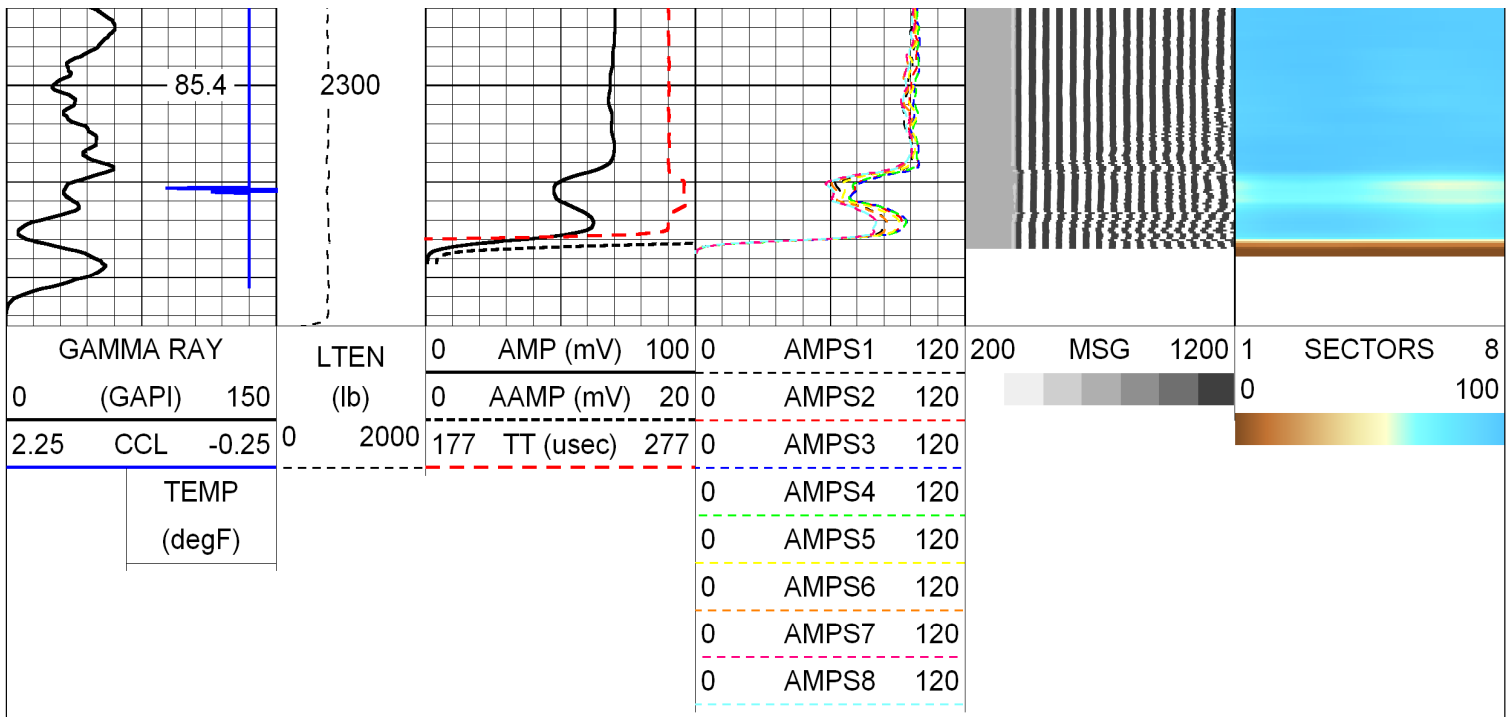 85.4
2300
GAMMA RAY
0 (GAPI) 150
2.25 CCL -0.25
TEMP
(degF)
LTEN
(lb)
0 2000
0 AMP (mV) 100
0 AAMP (mV) 20
177 TT (usec) 277
0 AMPS1 120
0 AMPS2 120
0 AMPS3 120
0 AMPS4 120
0 AMPS5 120
0 AMPS6 120
0 AMPS7 120
0 AMPS8 120
200 MSG 1200
1 SECTORS 8
0 100